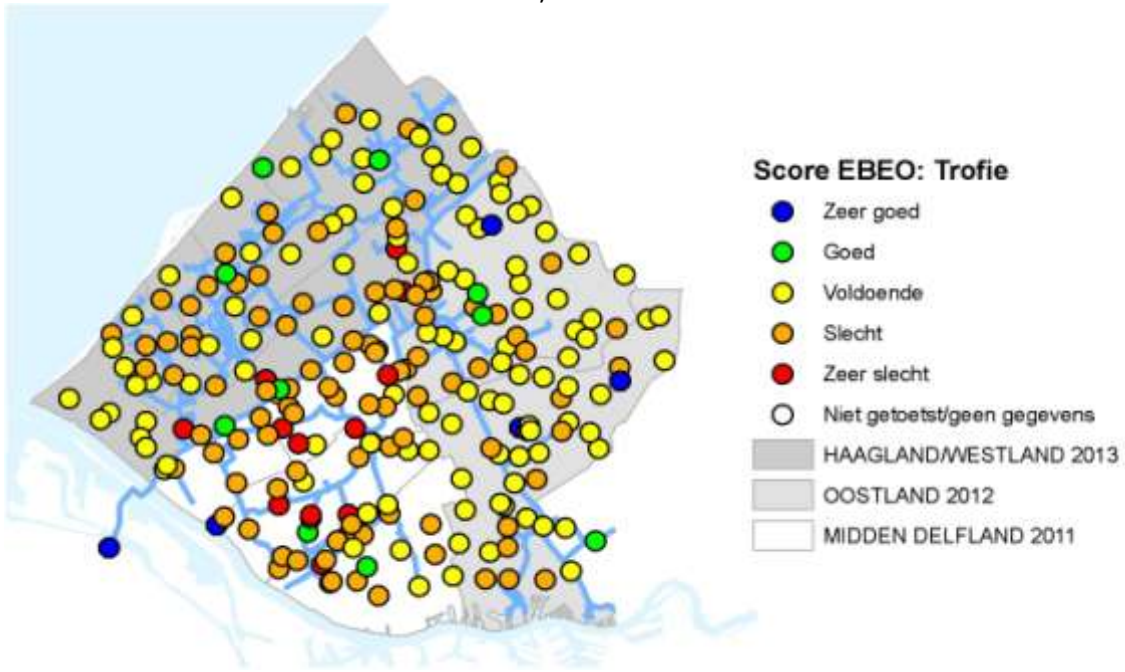 Score EBEO: Trofie
Zeer goed
Goed
Voldoende
Slecht
Zeer slecht
Niet getoetst/geen gegevens
HAAGLAND/WESTLAND 2013
OOSTLAND 2012
MIDDEN DELFLAND 2011